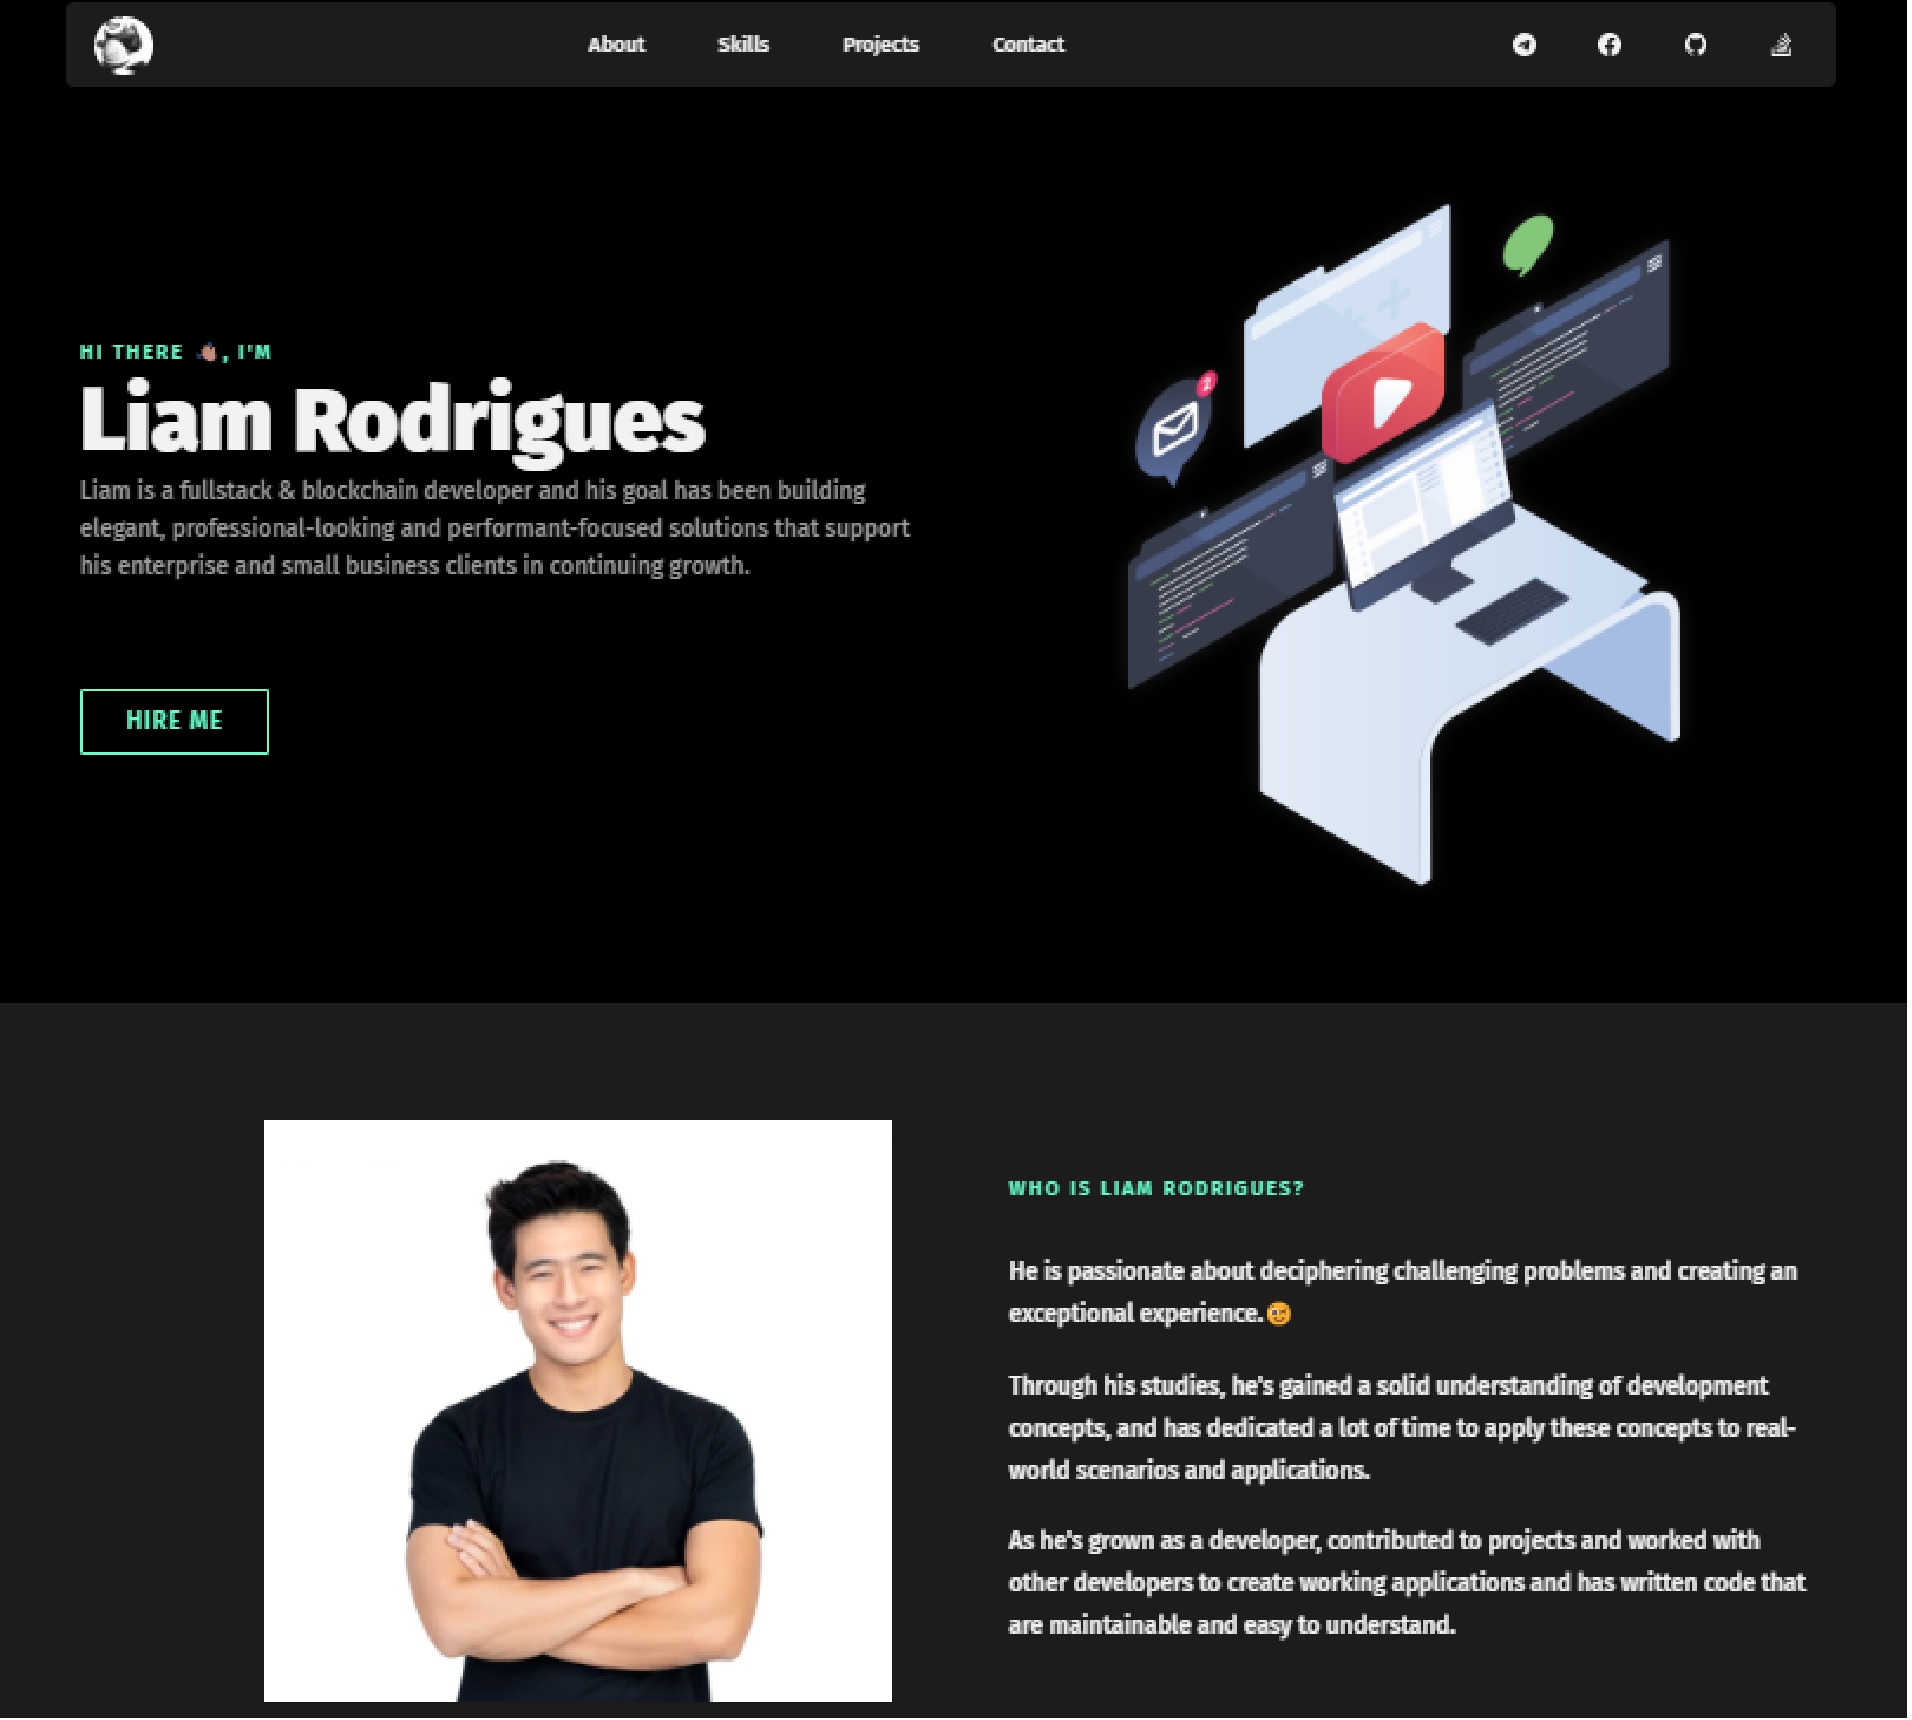 About Skills Projects Contact
HI THERE 👋🏽, I'M
Liam Rodrigues
Liam is a fullstack & blockchain developer and his goal has been building
elegant, professional-looking and performant-focused solutions that support
his enterprise and small business clients in continuing growth.
2
HIRE ME
WHO IS LIAM RODRIGUES?
He is passionate about deciphering challenging problems and creating an
exceptional experience.😉
Through his studies, he's gained a solid understanding of development
concepts, and has dedicated a lot of time to apply these concepts to real-
world scenarios and applications.
As he's grown as a developer, contributed to projects and worked with
other developers to create working applications and has written code that
are maintainable and easy to understand.